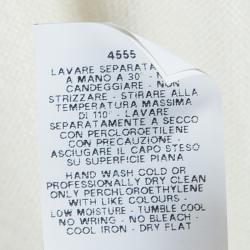 4555
LAVARE SEPARATA
A MANO A 30° - NO
CANDEGGIARE - NON
STRIZZARE - STIRARE ALLA
TEMPERATURA MASSIMA
DI 110° - LAVARE
SEPARATAMENTE A SECCO
CON PERCLOROETILENE
CON PRECAUZIONE -
ASCIUGARE IL CAPO STESO
SU SUPERFICIE PIANA
HAND WASH COLD OR
PROFESSIONALLY DRY CLEAN
ONLY PERCHLOROETHYLENE
WITH LIKE COLOURS -
LOW MOISTURE - TUMBLE COOL
NO WRING - NO BLEACH -
COOL IRON - DRY FLAT